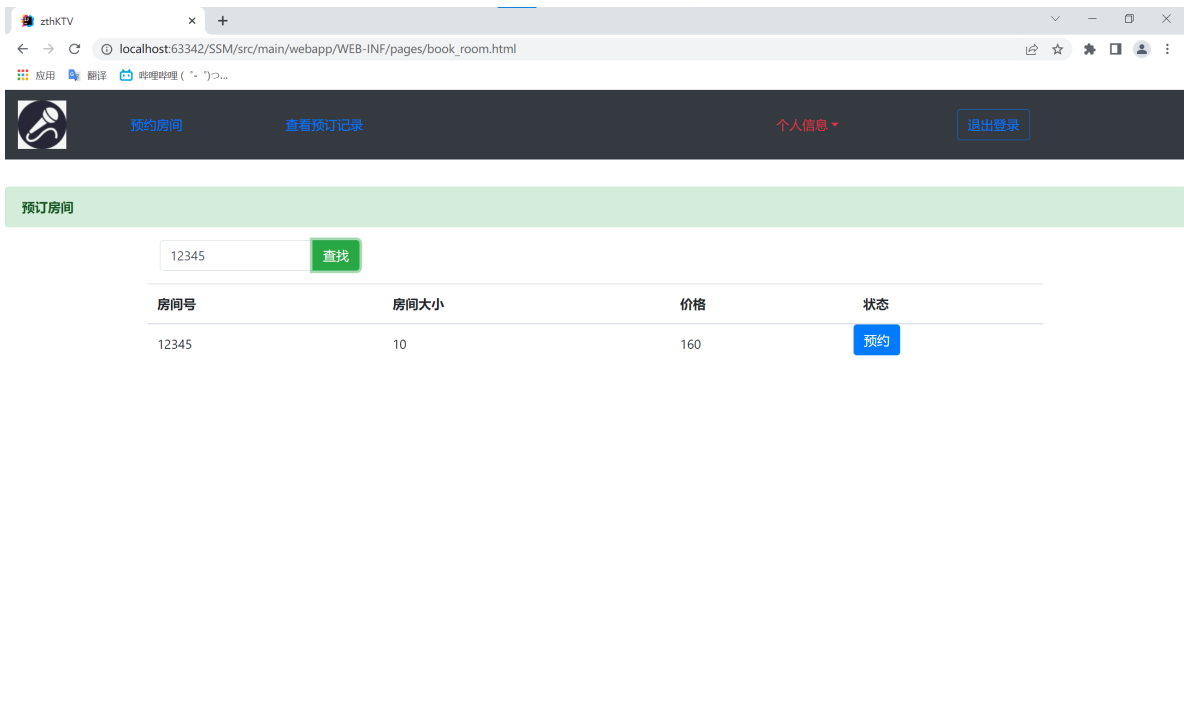 zthKTV
localhost:63342/SSM/src/main/webapp/WEB-INF/pages/book_room.html
应用 翻译 哔哩哔哩 ( ゜- ゜)つ...
预约房间 查看预订记录 个人信息 退出登录
预订房间
12345 查找
房间号 房间大小 价格 状态
12345 10 160 预约